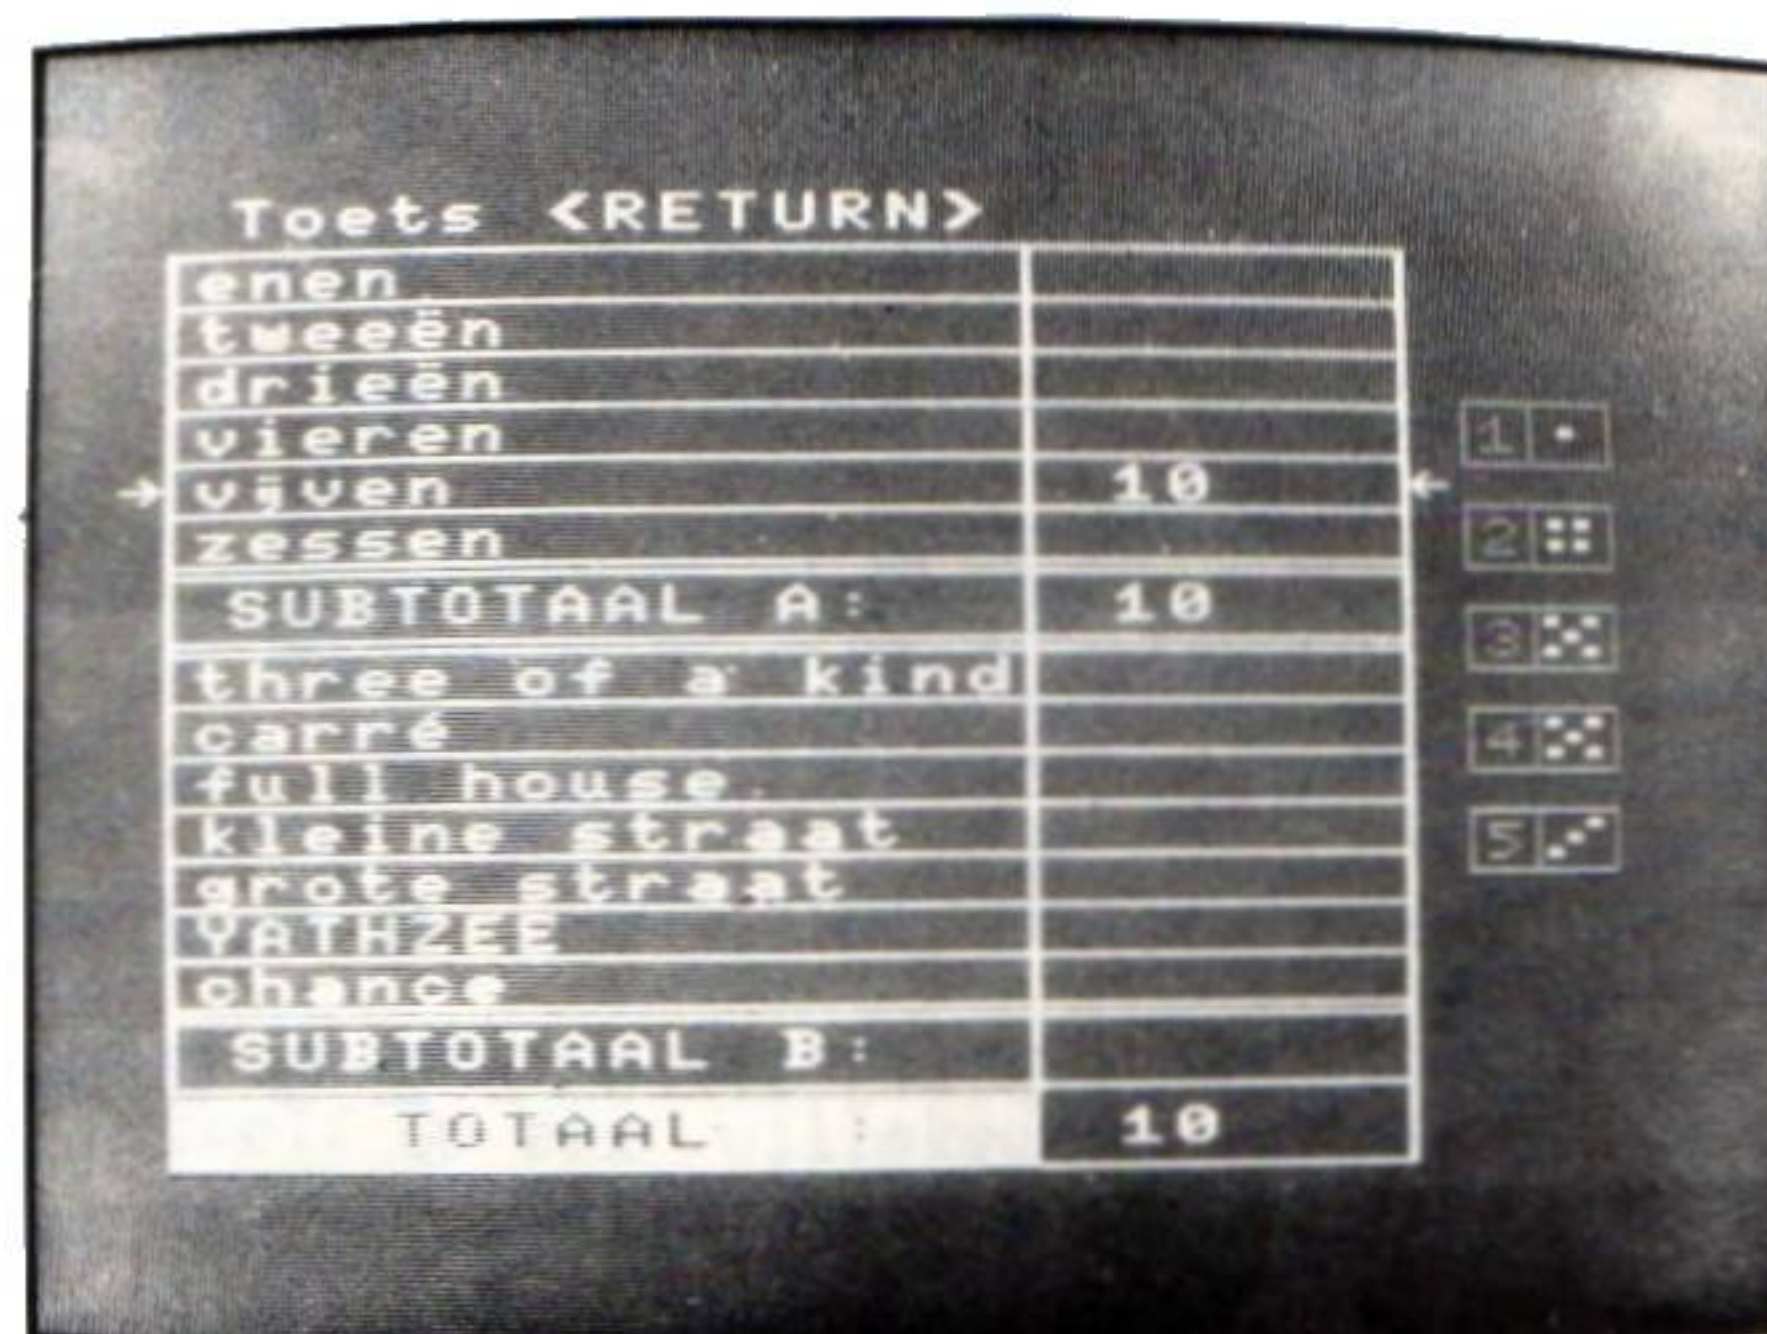 Toets <RETURN>
enen
tweeën
drieën
vieren
→ vijven 10 ←
zessen
SUBTOTAAL A: 10
three of a kind
carré
full house
kleine straat
grote straat
YATHZEE
chance
SUBTOTAAL B:
TOTAAL : 10
1
2
3
4
5